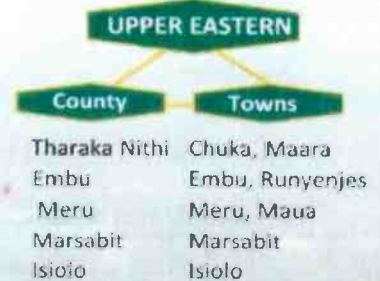 UPPER EASTERN
County Towns
Tharaka Nithi Chuka, Maara
Embu Embu, Runyenjes
Meru Meru, Maua
Marsabit Marsabit
Isiolo Isiolo